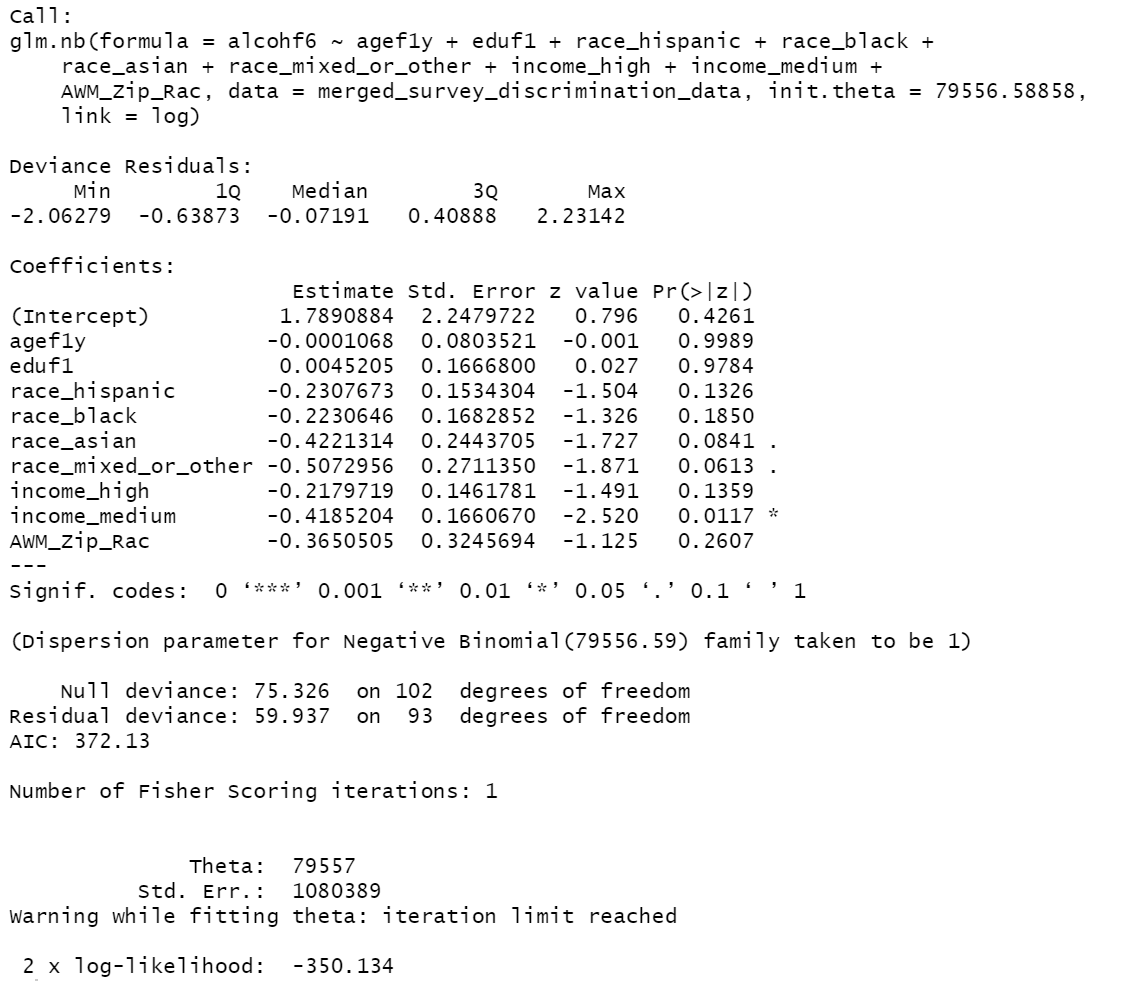 Call:
glm.nb(formula = alcohf6 ~ agef1y + eduf1 + race_hispanic + race_black +
    race_asian + race_mixed_or_other + income_high + income_medium +
    AWM_Zip_Rac, data = merged_survey_discrimination_data, init.theta = 79556.58858,
    link = log)

Deviance Residuals:
     Min       1Q   Median       3Q      Max
-2.06279 -0.63873 -0.07191  0.40888  2.23142

Coefficients:
                      Estimate Std. Error z value Pr(>|z|)
(Intercept)          1.7890884  2.2479722   0.796   0.4261
agef1y              -0.0001068  0.0803521  -0.001   0.9989
eduf1                0.0045205  0.1666800   0.027   0.9784
race_hispanic       -0.2307673  0.1534304  -1.504   0.1326
race_black          -0.2230646  0.1682852  -1.326   0.1850
race_asian          -0.4221314  0.2443705  -1.727   0.0841 .
race_mixed_or_other -0.5072956  0.2711350  -1.871   0.0613 .
income_high         -0.2179719  0.1461781  -1.491   0.1359
income_medium       -0.4185204  0.1660670  -2.520   0.0117 *
AWM_Zip_Rac         -0.3650505  0.3245694  -1.125   0.2607
---
Signif. codes:  0 ‘***’ 0.001 ‘**’ 0.01 ‘*’ 0.05 ‘.’ 0.1 ‘ ’ 1

(Dispersion parameter for Negative Binomial(79556.59) family taken to be 1)

    Null deviance: 75.326  on 102  degrees of freedom
Residual deviance: 59.937  on  93  degrees of freedom
AIC: 372.13

Number of Fisher Scoring iterations: 1


              Theta:  79557
          Std. Err.:  1080389
Warning while fitting theta: iteration limit reached

 2 x log-likelihood:  -350.134